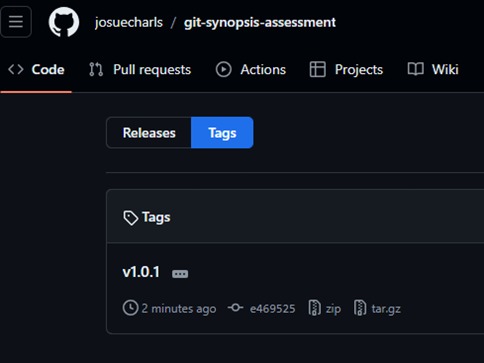 josuecharls / git-synopsis-assessment
Code Pull requests Actions Projects Wiki
Releases Tags
Tags
v1.0.1
2 minutes ago e469525 zip tar.gz